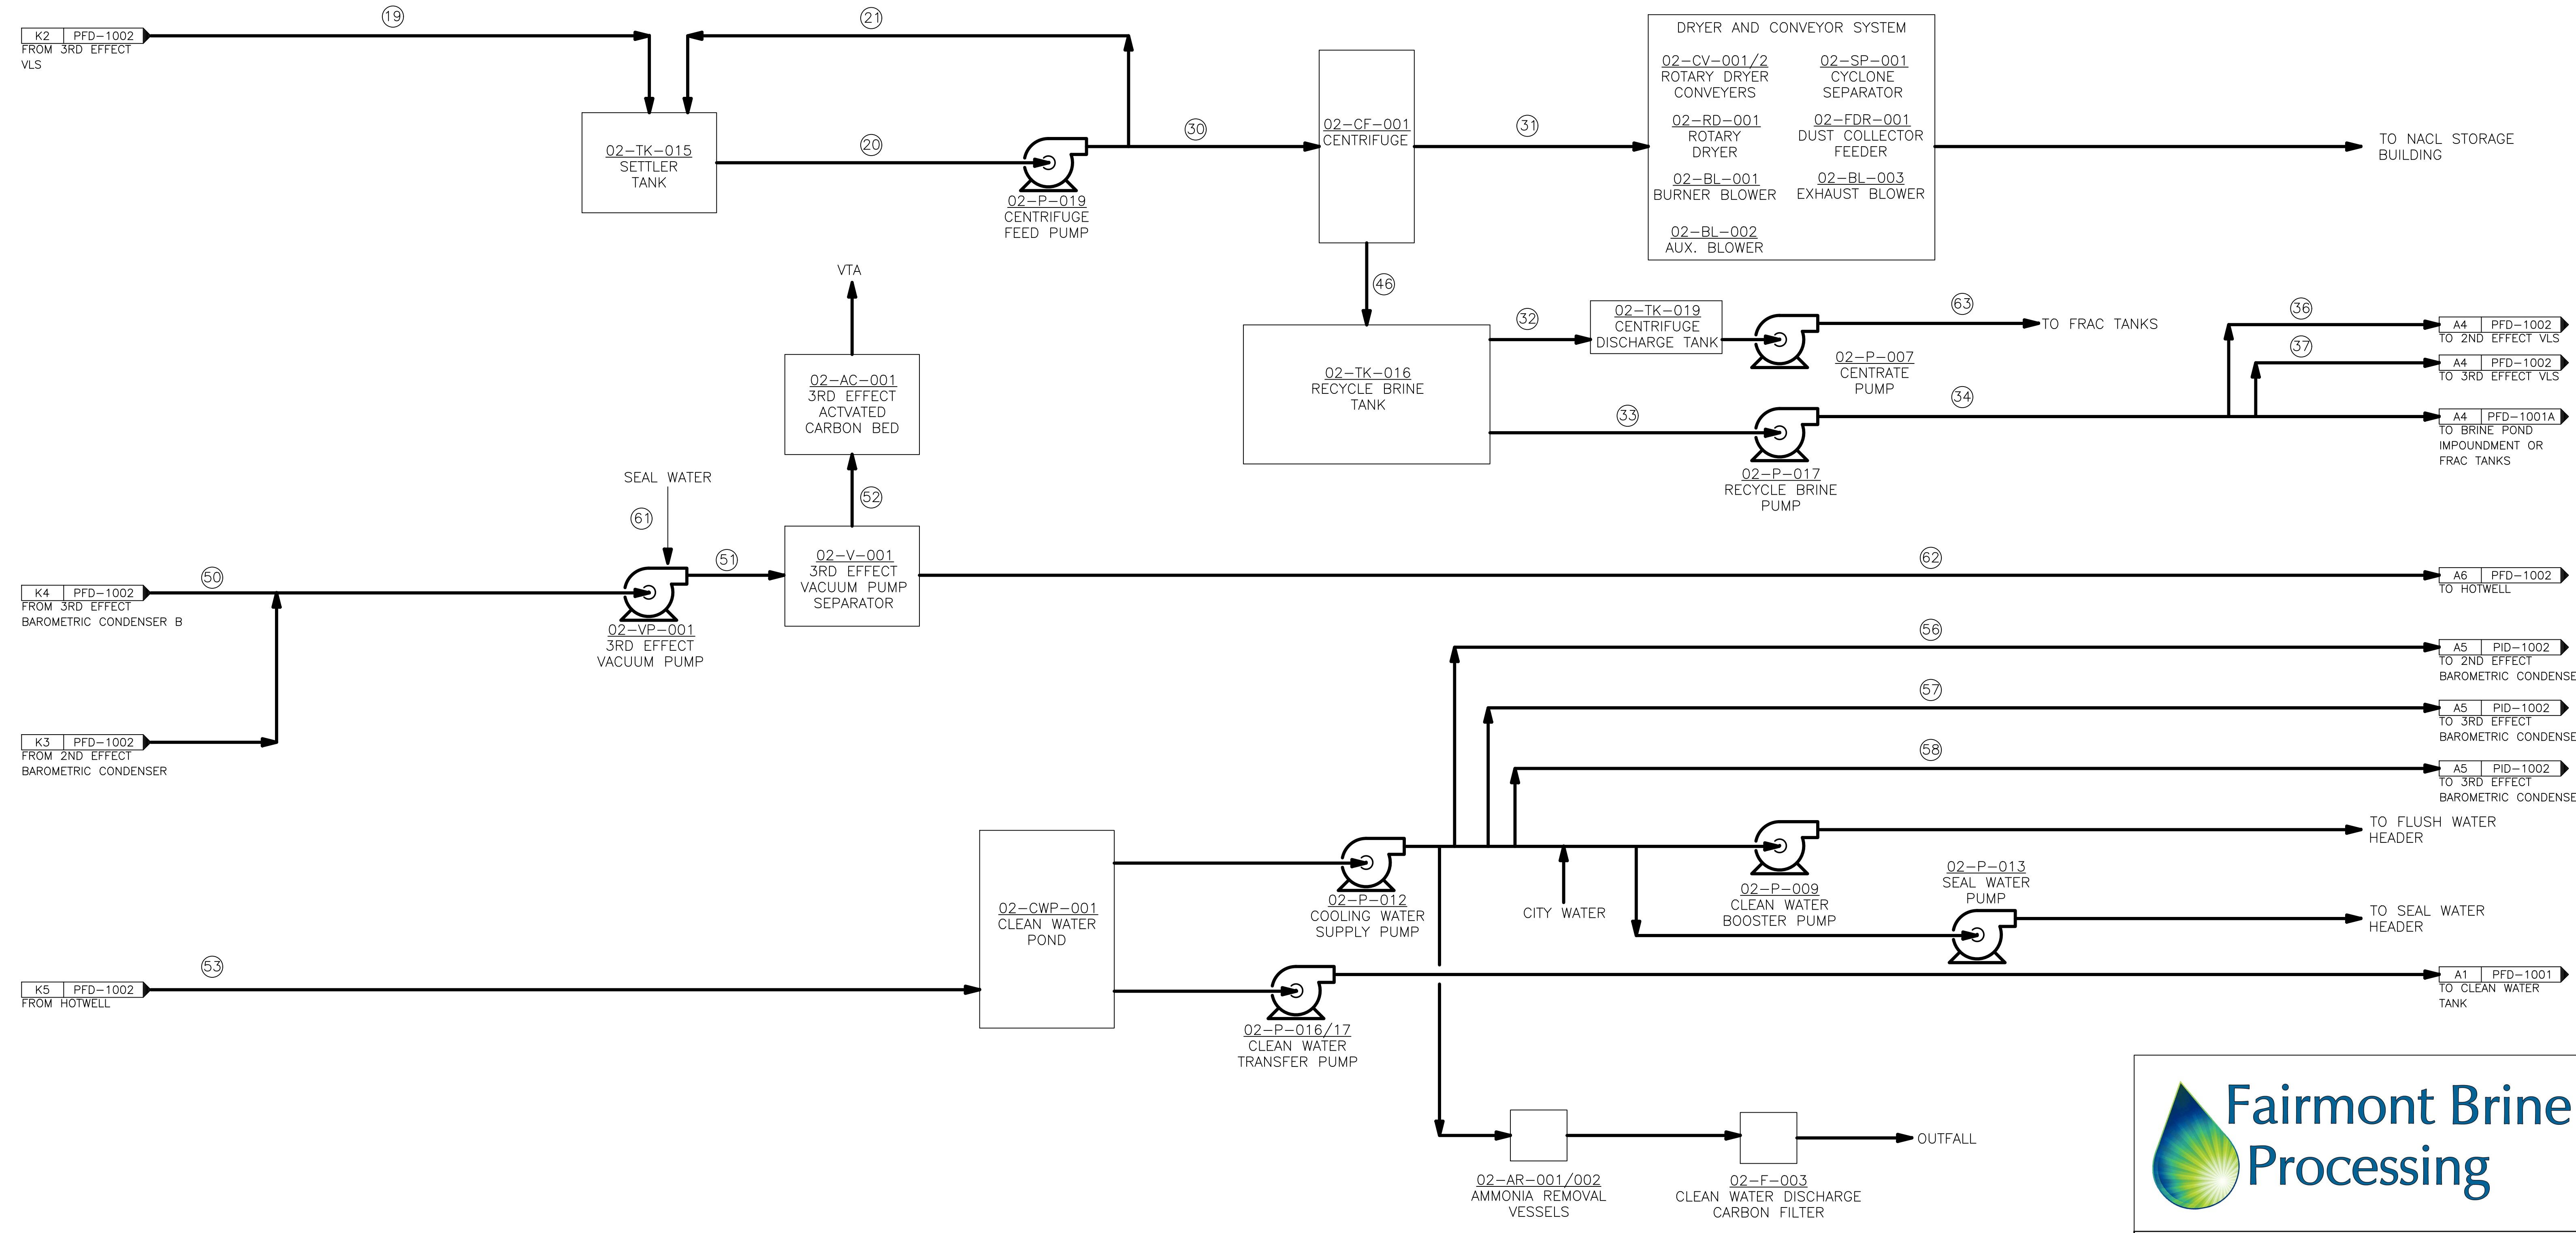 19
21
K2 PFD-1002
FROM 3RD EFFECT
VLS
02-TK-015
SETTLER
TANK
20
02-P-019
CENTRIFUGE
FEED PUMP
30
02-CF-001
CENTRIFUGE
31
DRYER AND CONVEYOR SYSTEM
02-CV-001/2
ROTARY DRYER
CONVEYERS
02-SP-001
CYCLONE
SEPARATOR
02-RD-001
ROTARY
DRYER
02-FDR-001
DUST COLLECTOR
FEEDER
02-BL-001
BURNER BLOWER
02-BL-003
EXHAUST BLOWER
02-BL-002
AUX. BLOWER
TO NACL STORAGE
BUILDING
46
02-TK-016
RECYCLE BRINE
TANK
32
02-TK-019
CENTRIFUGE
DISCHARGE TANK
02-P-007
CENTRATE
PUMP
63
TO FRAC TANKS
33
02-P-017
RECYCLE BRINE
PUMP
34
36
A4 PFD-1002
TO 2ND EFFECT VLS
37
A4 PFD-1002
TO 3RD EFFECT VLS
A4 PFD-1001A
TO BRINE POND
IMPOUNDMENT OR
FRAC TANKS
VTA
02-AC-001
3RD EFFECT
ACTVATED
CARBON BED
52
SEAL WATER
61
50
K4 PFD-1002
FROM 3RD EFFECT
BAROMETRIC CONDENSER B
02-VP-001
3RD EFFECT
VACUUM PUMP
51
02-V-001
3RD EFFECT
VACUUM PUMP
SEPARATOR
62
A6 PFD-1002
TO HOTWELL
K3 PFD-1002
FROM 2ND EFFECT
BAROMETRIC CONDENSER
56
A5 PID-1002
TO 2ND EFFECT
BAROMETRIC CONDENSE
57
A5 PID-1002
TO 3RD EFFECT
BAROMETRIC CONDENSE
58
A5 PID-1002
TO 3RD EFFECT
BAROMETRIC CONDENSE
02-CWP-001
CLEAN WATER
POND
53
K5 PFD-1002
FROM HOTWELL
02-P-012
COOLING WATER
SUPPLY PUMP
CITY WATER
02-P-009
CLEAN WATER
BOOSTER PUMP
TO FLUSH WATER
HEADER
02-P-013
SEAL WATER
PUMP
TO SEAL WATER
HEADER
02-P-016/17
CLEAN WATER
TRANSFER PUMP
A1 PFD-1001
TO CLEAN WATER
TANK
02-AR-001/002
AMMONIA REMOVAL
VESSELS
02-F-003
CLEAN WATER DISCHARGE
CARBON FILTER
OUTFALL
Fairmont Brine
Processing